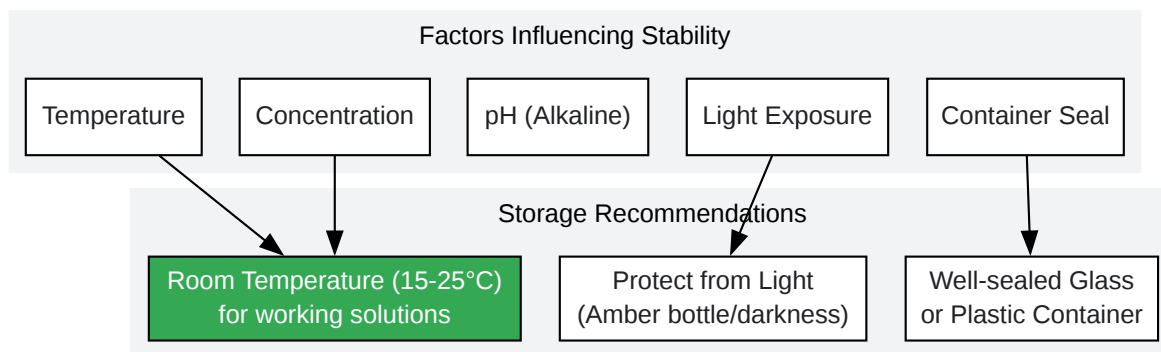 Factors Influencing Stability
Temperature
Concentration
pH (Alkaline)
Light Exposure
Container Seal
Storage Recommendations
Room Temperature (15-25°C)
for working solutions
Protect from Light
(Amber bottle/darkness)
Well-sealed Glass
or Plastic Container